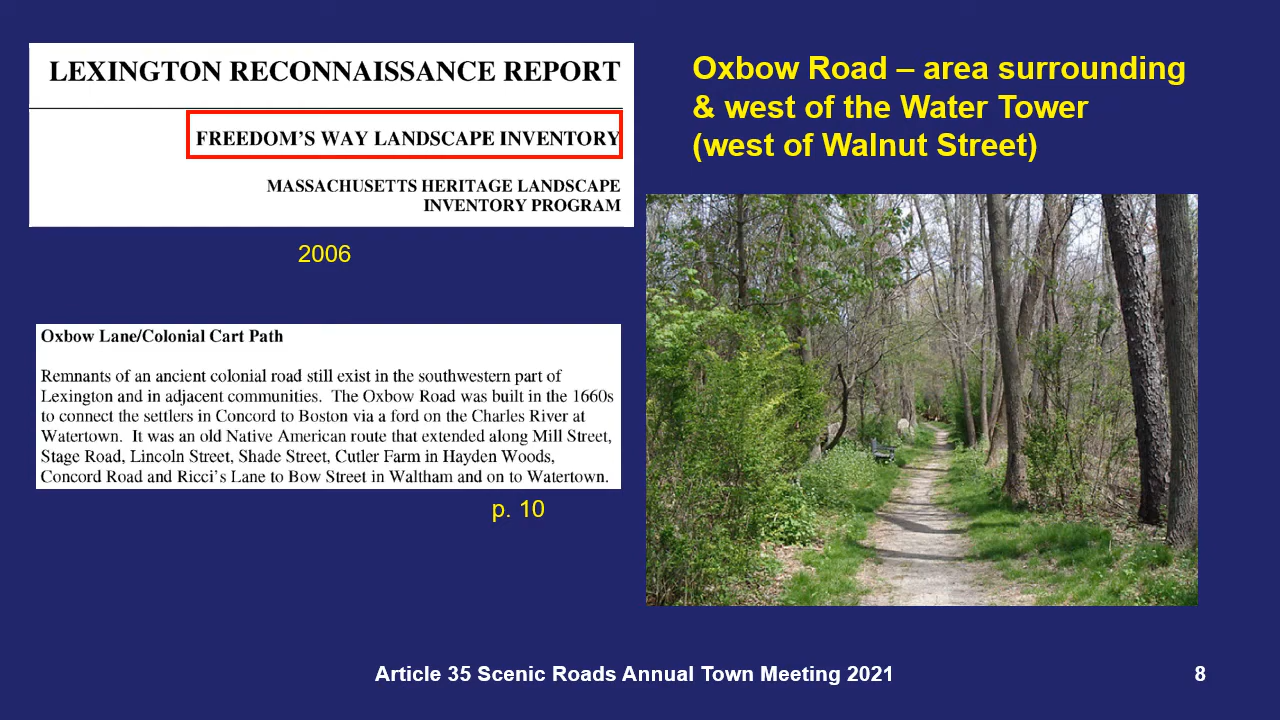 LEXINGTON RECONNAISSANCE REPORT
FREEDOM'S WAY LANDSCAPE INVENTORY
MASSACHUSETTS HERITAGE LANDSCAPE
INVENTORY PROGRAM
2006
Oxbow Lane/Colonial Cart Path
Remnants of an ancient colonial road still exist in the southwestern part of
Lexington and in adjacent communities.  The Oxbow Road was built in the 1660s
to connect the settlers in Concord to Boston via a ford on the Charles River at
Watertown.  It was an old Native American route that extended along Mill Street,
Stage Road, Lincoln Street, Shade Street, Cutler Farm in Hayden Woods,
Concord Road and Ricci's Lane to Bow Street in Waltham and on to Watertown.
p. 10
Oxbow Road – area surrounding
& west of the Water Tower
(west of Walnut Street)
Article 35 Scenic Roads Annual Town Meeting 2021
8